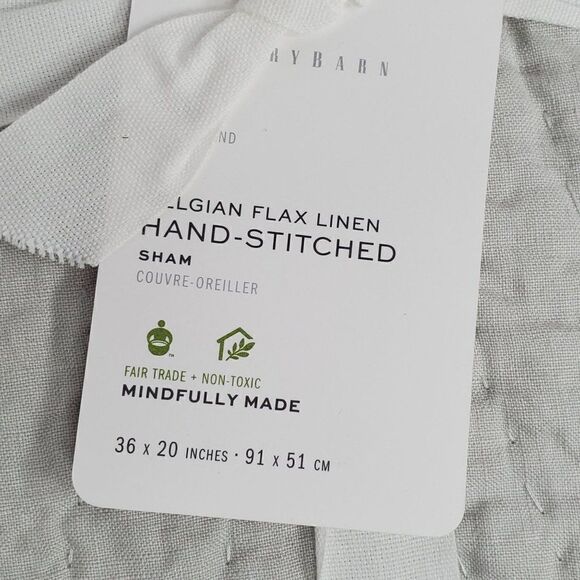 RYBARN
ND
ELGIAN FLAX LINEN
HAND-STITCHED
SHAM
COUVRE-OREILLER
FAIR TRADE + NON-TOXIC
MINDFULLY MADE
36 x 20 INCHES · 91 x 51 CM